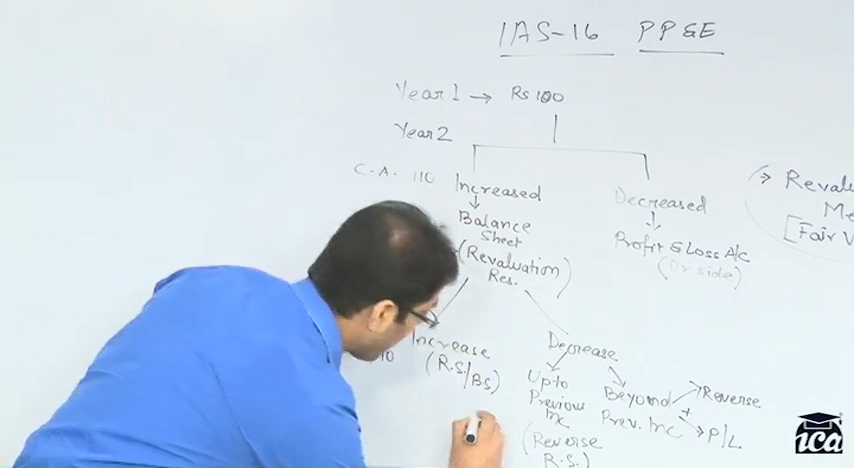 IAS-16 PP&E
Year 1 → Rs 100
Year 2
C.A. 110 Increased
Decreased
→ Revalu
Me
[Fair V
Balance
Sheet
(Revaluation
Res.
)
Profit & Loss A/C
(Dr side)
Increase
(R.S./BS)
10
Decrease
Upto
Previous
Inc
(Reverse
R.S.)
Beyond
Prev. Inc.
→ Reverse
+
→ P/L
ica